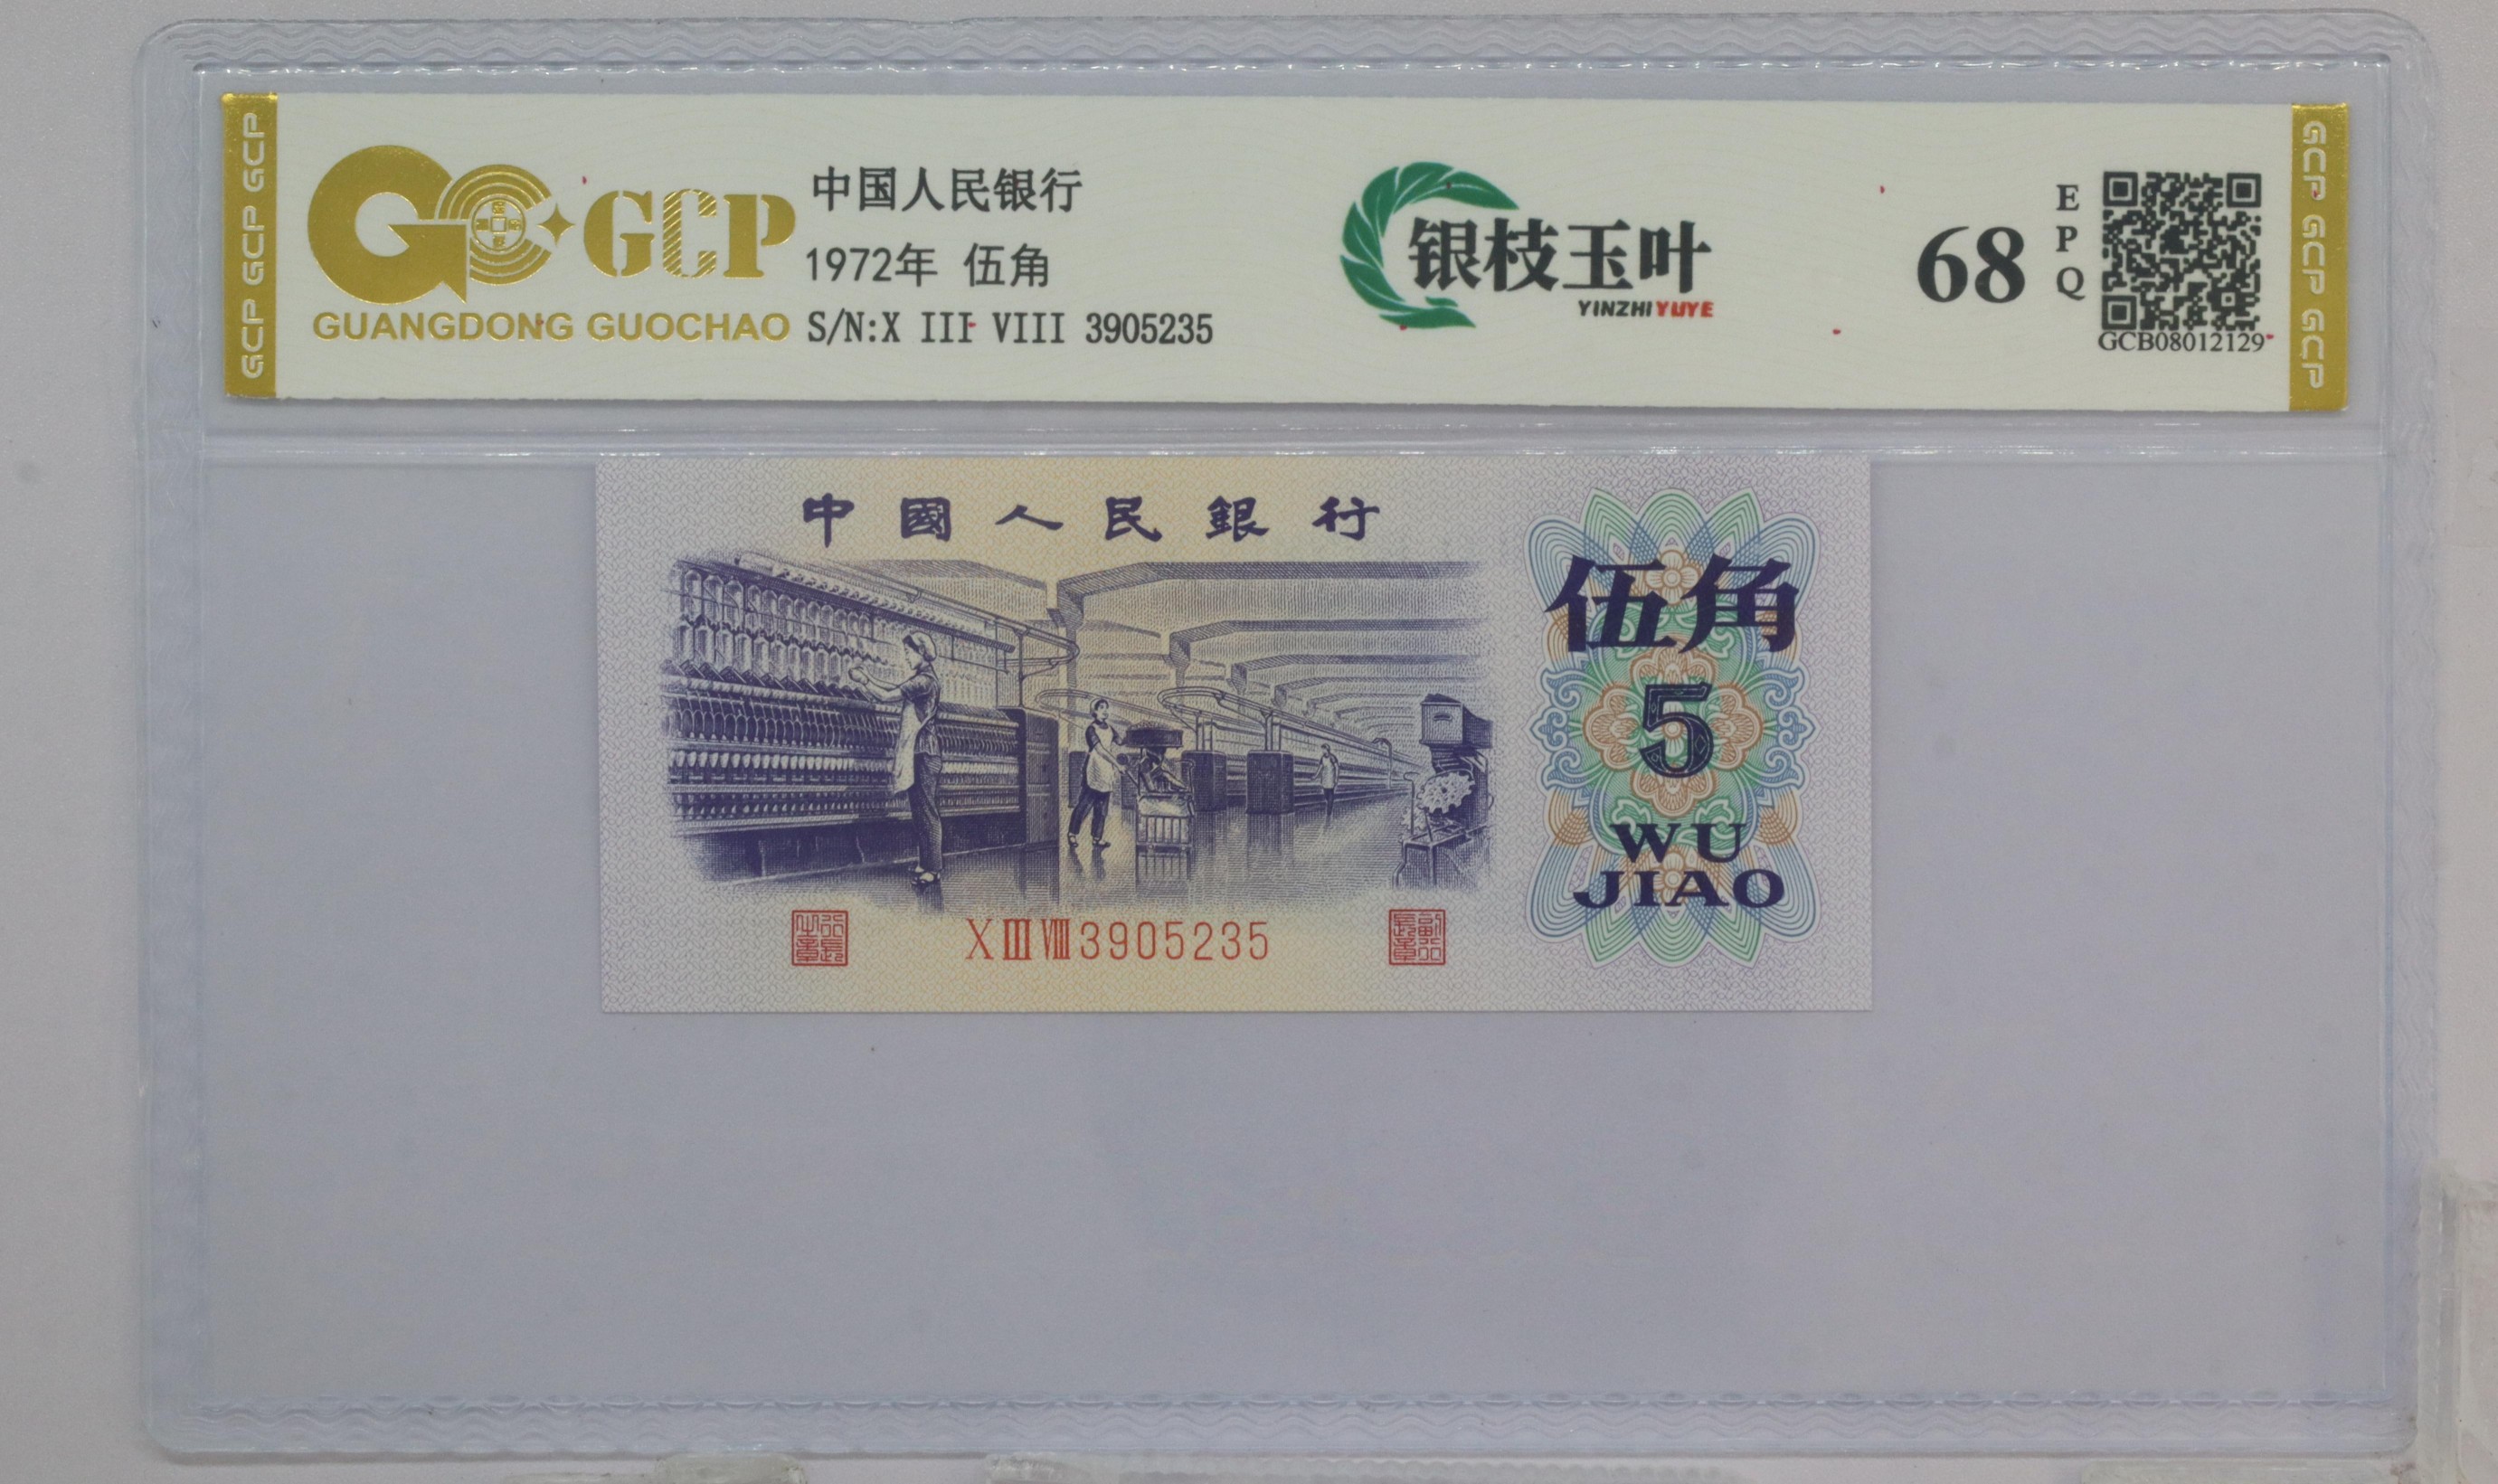 GCP GCP GCP
GCP
GUANGDONG GUOCHAO
中国人民银行
1972年 伍角
S/N:X III VIII 3905235
银枝玉叶
YINZHIYUYE
68
EPQ
GCB08012129
GCP GCP GCP
中國人民銀行
伍角
5
WU
JIAO
X III VIII 3905235